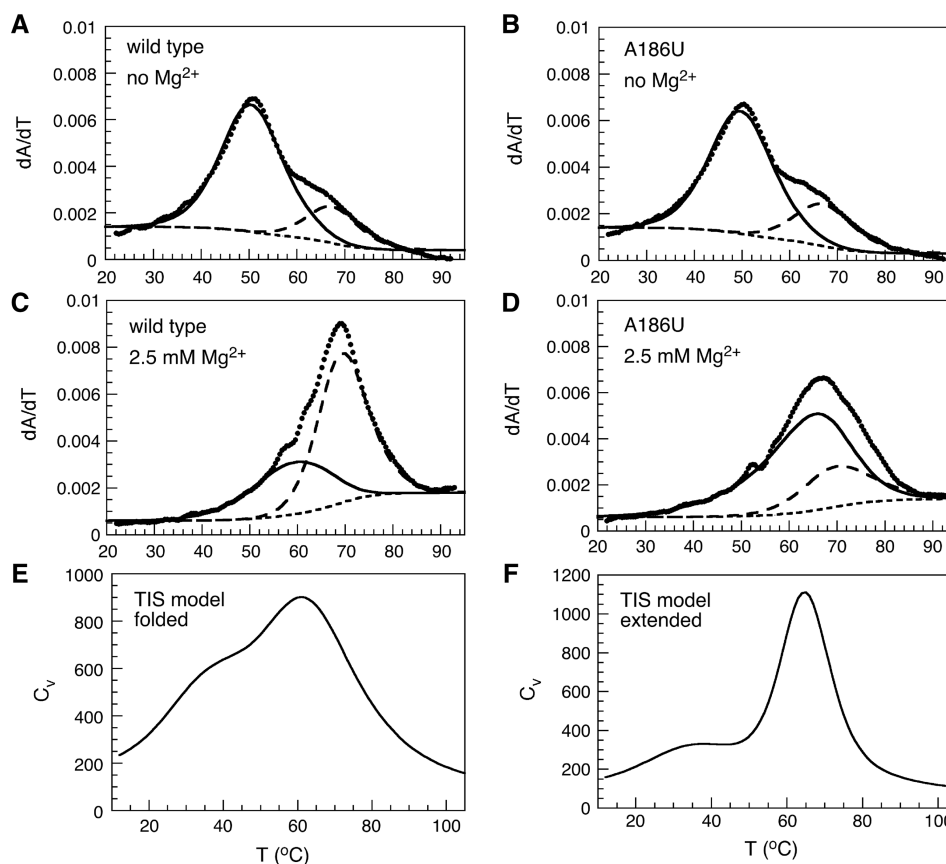 A
wild type
no Mg²⁺
dA/dT
0.01
0.008
0.006
0.004
0.002
0
20 30 40 50 60 70 80 90
B
A186U
no Mg²⁺
dA/dT
0.01
0.008
0.006
0.004
0.002
0
20 30 40 50 60 70 80 90
C
wild type
2.5 mM Mg²⁺
dA/dT
0.01
0.008
0.006
0.004
0.002
0
20 30 40 50 60 70 80 90
D
A186U
2.5 mM Mg²⁺
dA/dT
0.01
0.008
0.006
0.004
0.002
0
20 30 40 50 60 70 80 90
E
TIS model
folded
Cᵥ
1000
800
600
400
200
0
20 40 60 80 100
T (°C)
F
TIS model
extended
Cᵥ
1200
1000
800
600
400
200
0
20 40 60 80 100
T (°C)